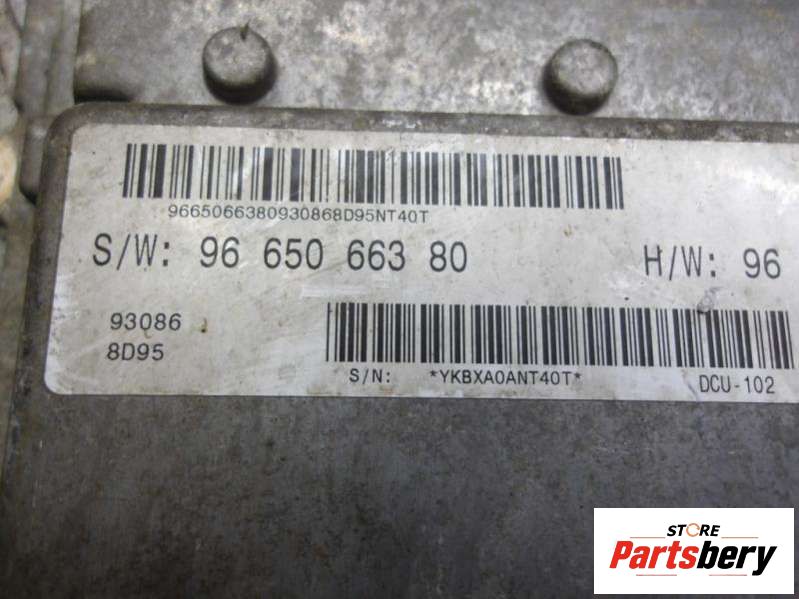 9665066380930868D95NT40T
S/W: 96 650 663 80
H/W: 96
93086
8D95
S/N: *YKBXA0ANT40T*
DCU-102
STORE
Partsbery